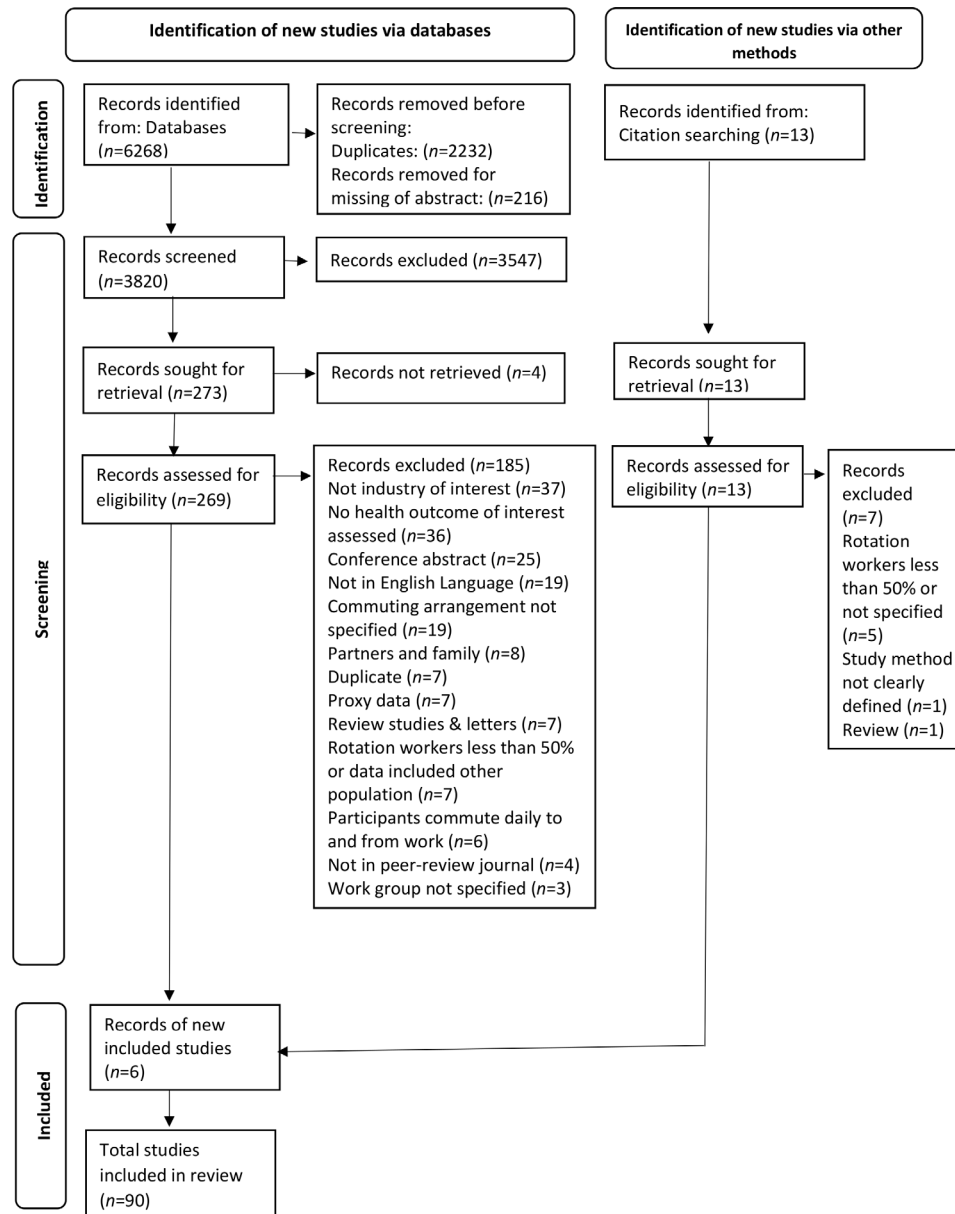 Identification of new studies via databases
Identification of new studies via other
methods
Identification
Records identified
from: Databases
(n=6268)
Records removed before
screening:
Duplicates: (n=2232)
Records removed for
missing of abstract: (n=216)
Records identified from:
Citation searching (n=13)
Screening
Records screened
(n=3820)
Records excluded (n=3547)
Records sought for
retrieval (n=273)
Records not retrieved (n=4)
Records sought for
retrieval (n=13)
Records assessed for
eligibility (n=269)
Records excluded (n=185)
Not industry of interest (n=37)
No health outcome of interest
assessed (n=36)
Conference abstract (n=25)
Not in English Language (n=19)
Commuting arrangement not
specified (n=19)
Partners and family (n=8)
Duplicate (n=7)
Proxy data (n=7)
Review studies & letters (n=7)
Rotation workers less than 50%
or data included other
population (n=7)
Participants commute daily to
and from work (n=6)
Not in peer-review journal (n=4)
Work group not specified (n=3)
Records assessed for
eligibility (n=13)
Records
excluded
(n=7)
Rotation
workers less
than 50% or
not specified
(n=5)
Study method
not clearly
defined (n=1)
Review (n=1)
Included
Records of new
included studies
(n=6)
Total studies
included in review
(n=90)